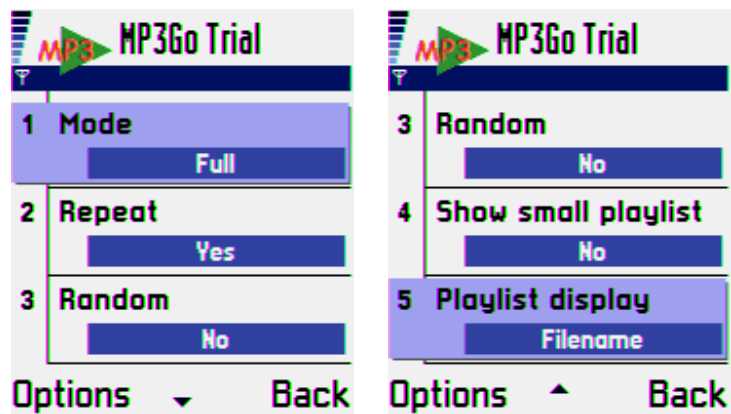 MP3 MP3Go Trial
1 Mode
Full
2 Repeat
Yes
3 Random
No
Options Back
MP3 MP3Go Trial
3 Random
No
4 Show small playlist
No
5 Playlist display
Filename
Options Back